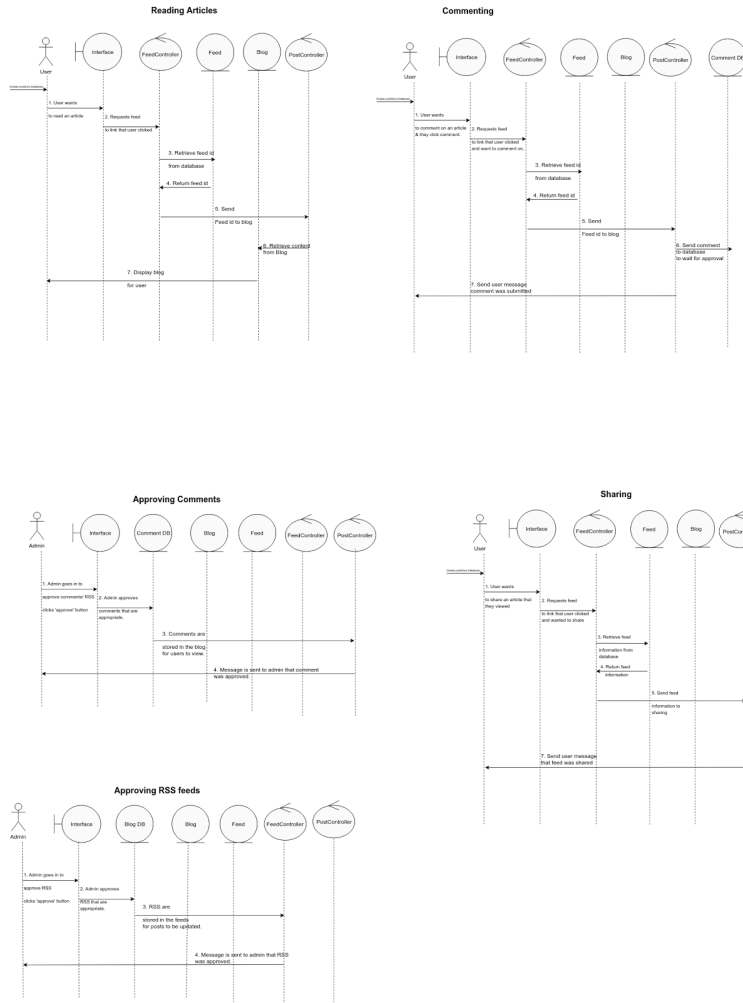 Reading Articles
User
Interface
FeedController
Feed
Blog
PostController
1. User wants
to read an article
2. Requests feed
to link that user clicked
3. Retrieve feed id
from database
4. Return feed id
5. Send
Feed id to blog
6. Retrieve content
from Blog
7. Display blog
for user
Commenting
User
Interface
FeedController
Feed
Blog
PostController
Comment DB
1. User wants
to comment on an article
& they click comment.
2. Requests feed
to link that user clicked
and want to comment on.
3. Retrieve feed id
from database
4. Return feed id
5. Send
Feed id to blog
6. Send comment
to database
to wait for approval
7. Send user message
comment was submitted
Approving Comments
Admin
Interface
Comment DB
Blog
Feed
FeedController
PostController
1. Admin goes in to
approve comments/ RSS
clicks 'approve' button
2. Admin approves
comments that are
appropriate.
3. Comments are
stored in the blog
for users to view.
4. Message is sent to admin that comment
was approved.
Sharing
User
Interface
FeedController
Feed
Blog
PostCon
1. User wants
to share an article that
they viewed
2. Requests feed
to link that user clicked
and wanted to share
3. Retrieve feed
information from
database
4. Return feed
information
5. Send feed
information to
sharing
7. Send user message
that feed was shared
Approving RSS feeds
Admin
Interface
Blog DB
Blog
Feed
FeedController
PostController
1. Admin goes in to
approve RSS
clicks 'approve' button
2. Admin approves
RSS that are
appropriate.
3. RSS are
stored in the feeds
for posts to be updated.
4. Message is sent to admin that RSS
was approved.